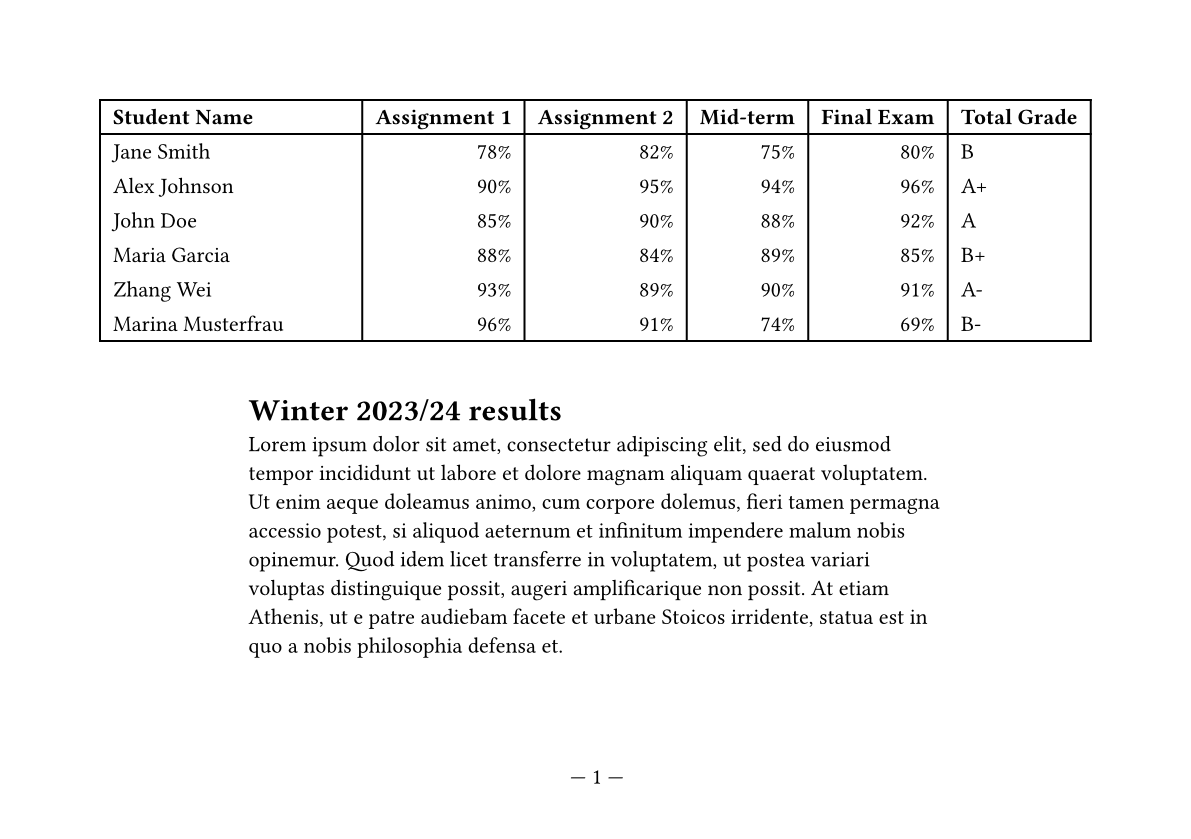 Student Name Assignment 1 Assignment 2 Mid-term Final Exam Total Grade
Jane Smith 78% 82% 75% 80% B
Alex Johnson 90% 95% 94% 96% A+
John Doe 85% 90% 88% 92% A
Maria Garcia 88% 84% 89% 85% B+
Zhang Wei 93% 89% 90% 91% A-
Marina Musterfrau 96% 91% 74% 69% B-
Winter 2023/24 results
Lorem ipsum dolor sit amet, consectetur adipiscing elit, sed do eiusmod
tempor incididunt ut labore et dolore magnam aliquam quaerat voluptatem.
Ut enim aeque doleamus animo, cum corpore dolemus, fieri tamen permagna
accessio potest, si aliquod aeternum et infinitum impendere malum nobis
opinemur. Quod idem licet transferre in voluptatem, ut postea variari
voluptas distinguique possit, augeri amplificarique non possit. At etiam
Athenis, ut e patre audiebam facete et urbane Stoicos irridente, statua est in
quo a nobis philosophia defensa et.
— 1 —